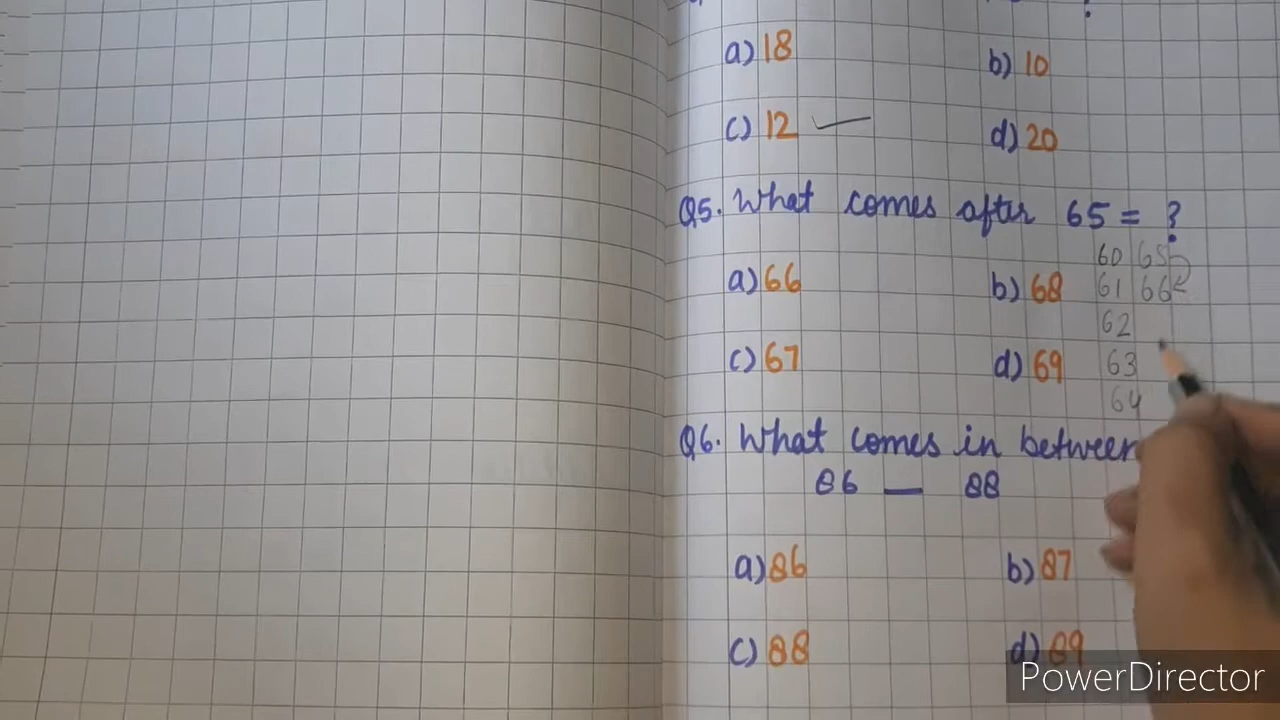 a) 18 b) 10
c) 12 d) 20
Q5. What comes after 65 = ?
60 65
a) 66 b) 68 61 66
62
c) 67 d) 69 63
64
Q6. What comes in between
86 — 88
a) 86 b) 87
c) 88 d) 89
PowerDirector